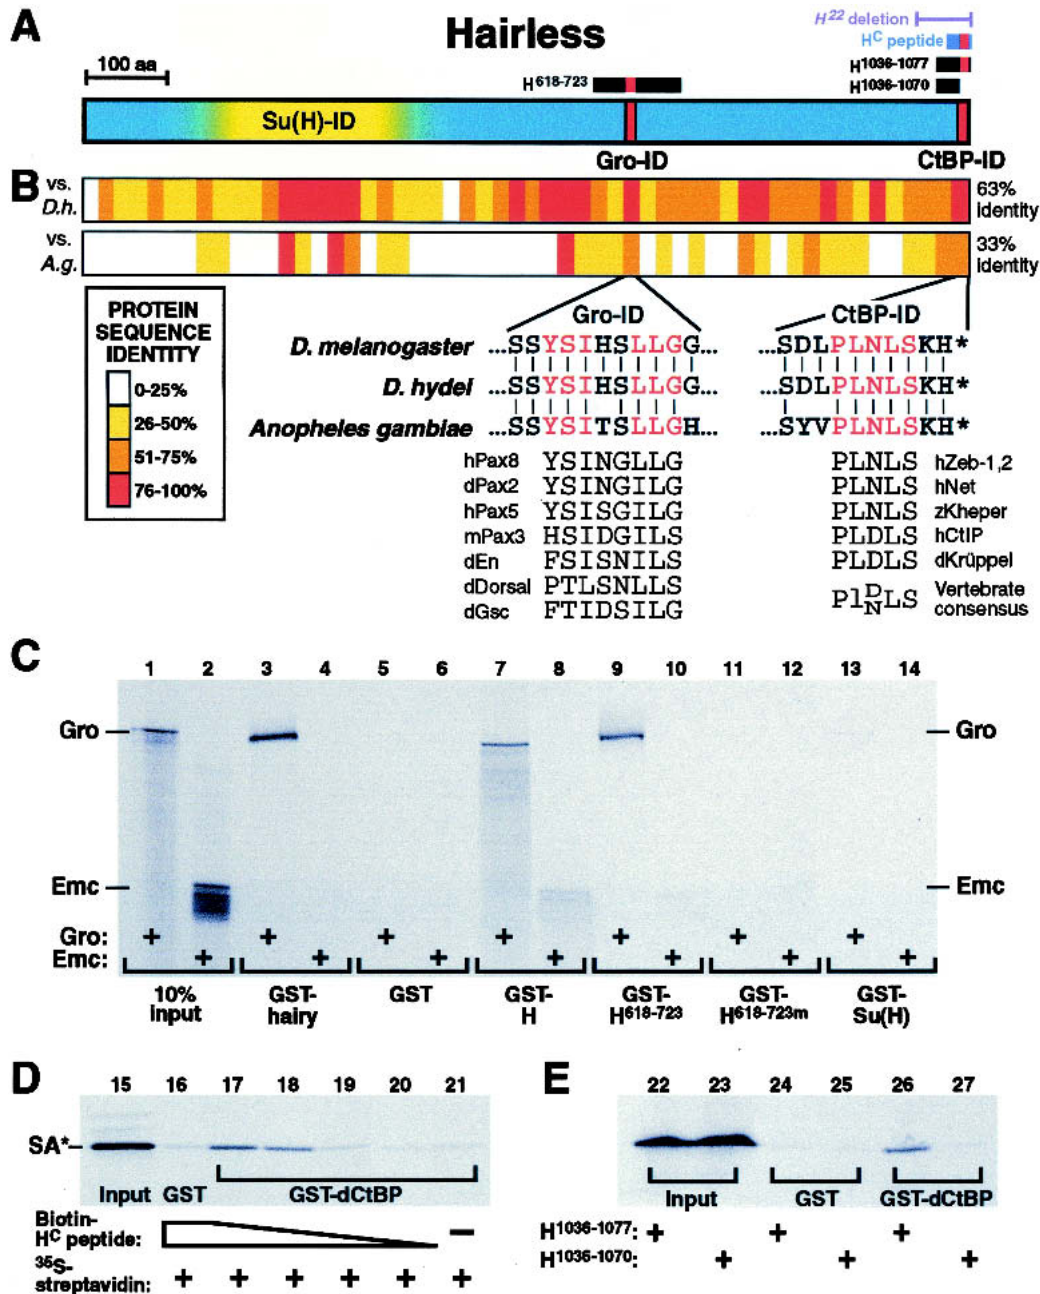 A
Hairless
H22 deletion
HC peptide
H1036-1077
H1036-1070
100 aa
H618-723
Su(H)-ID
Gro-ID
CtBP-ID
B
vs.
D.h.
63%
identity
vs.
A.g.
33%
identity
PROTEIN
SEQUENCE
IDENTITY
0-25%
26-50%
51-75%
76-100%
Gro-ID
CtBP-ID
D. melanogaster ...SSYSIHSLLGG... ...SDLPLNLSKH*
D. hydei ...SSYSIHSLLGG... ...SDLPLNLSKH*
Anopheles gambiae ...SSYSITSLLGH... ...SYVPLNLSKH*
hPax8 YSINGLLG PLNLS hZeb-1,2
dPax2 YSINGILG PLNLS hNet
hPax5 YSISGILG PLNLS zKheper
mPax3 HSIDGILS PLDLS hCtIP
dEn FSISNILS PLDLS dKrüppel
dDorsal PTLSNLLS
dGsc FTIDSILG
PlD/NLS Vertebrate
consensus
C
1 2 3 4 5 6 7 8 9 10 11 12 13 14
Gro
Gro
Emc
Emc
Gro: + + + + + + +
Emc: + + + + + + +
10%
input
GST-
hairy
GST
GST-
H
GST-
H618-723
GST-
H618-723m
GST-
Su(H)
D
15 16 17 18 19 20 21
SA*
Input GST GST-dCtBP
Biotin-
HC peptide: −
35S-
streptavidin: + + + + + +
E
22 23 24 25 26 27
Input GST GST-dCtBP
H1036-1077: + + +
H1036-1070: + + +